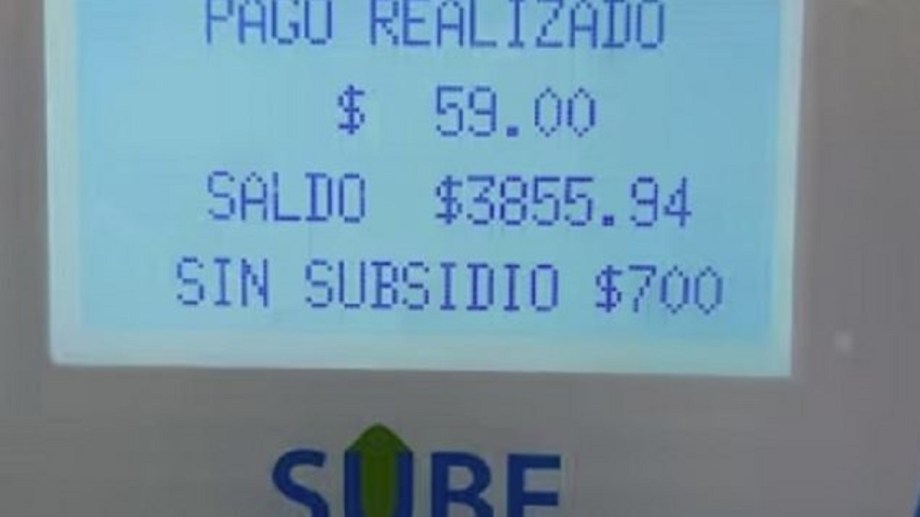 PAGO REALIZADO
$ 59.00
SALDO $3855.94
SIN SUBSIDIO $700
SUBE